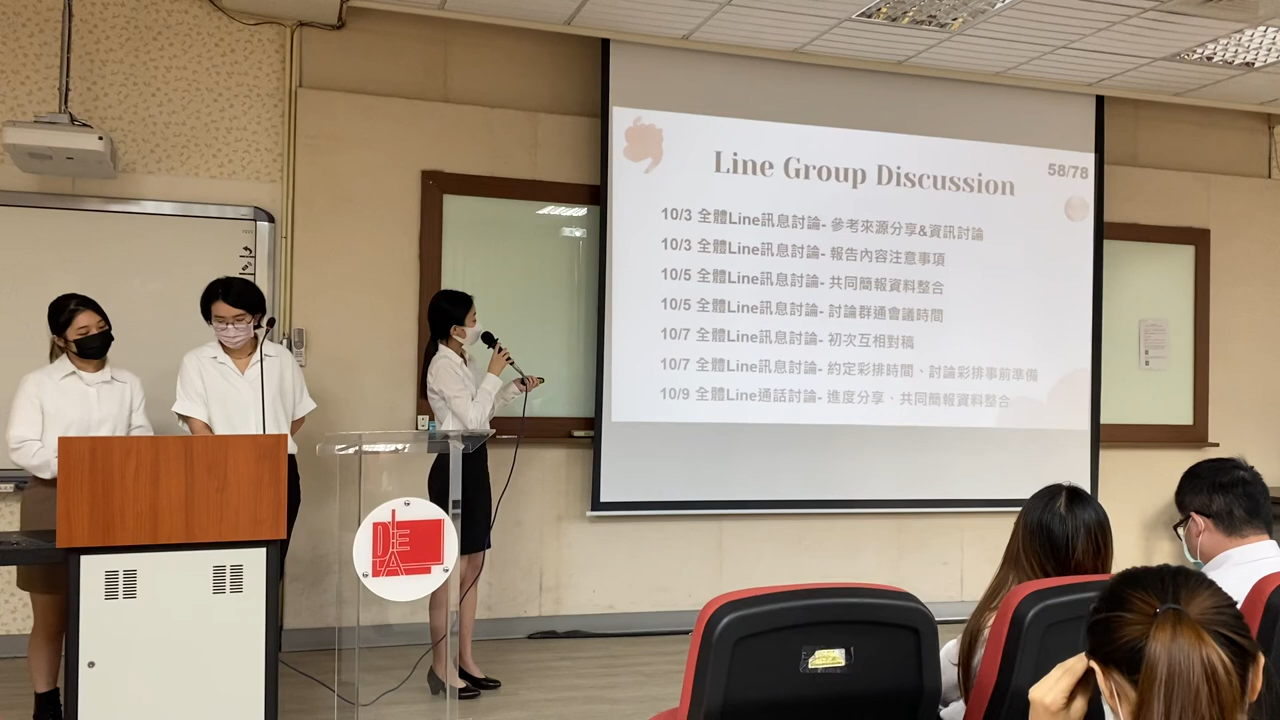 Line Group Discussion
58/78
10/3 全體Line訊息討論- 參考來源分享&資訊討論
10/3 全體Line訊息討論- 報告內容注意事項
10/5 全體Line訊息討論- 共同簡報資料整合
10/5 全體Line訊息討論- 討論群通會議時間
10/7 全體Line訊息討論- 初次互相對稿
10/7 全體Line訊息討論- 約定彩排時間、討論彩排事前準備
10/9 全體Line通話討論- 進度分享、共同簡報資料整合